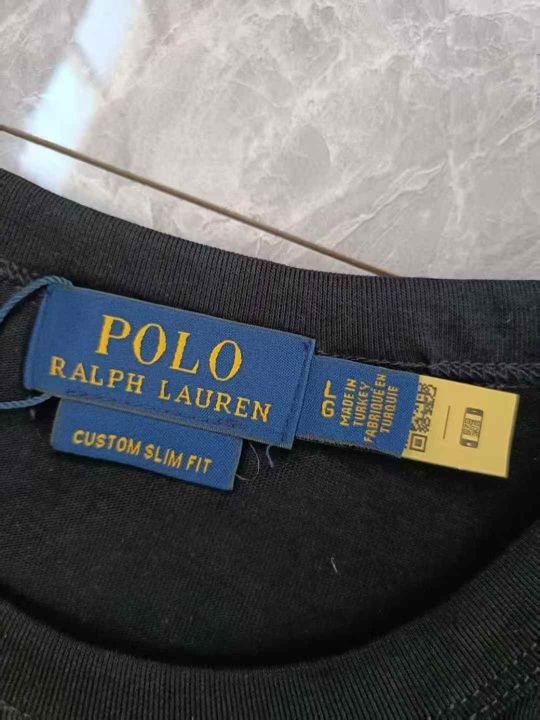 POLO
RALPH LAUREN
CUSTOM SLIM FIT
L
G
MADE IN
TURKEY
FABRIQUÉ EN
TURQUIE